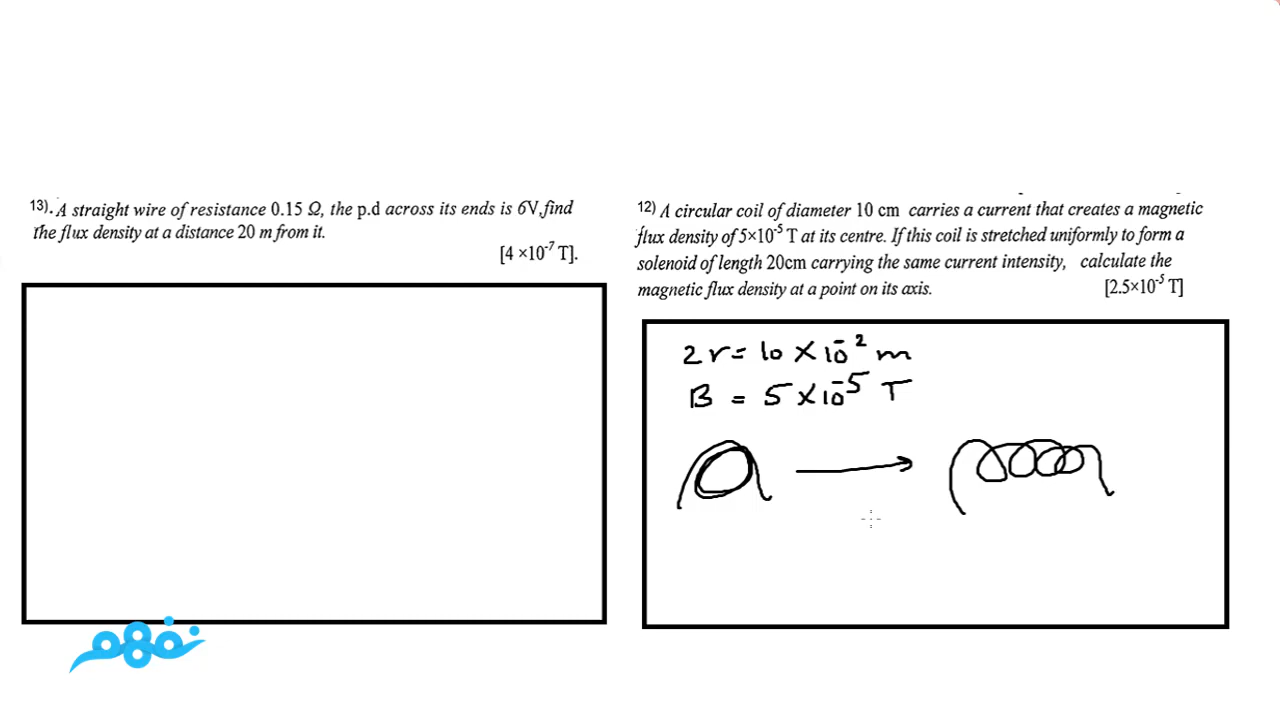 13). A straight wire of resistance 0.15 Ω, the p.d across its ends is 6V, find
the flux density at a distance 20 m from it.
[4 ×10⁻⁷ T].
12) A circular coil of diameter 10 cm carries a current that creates a magnetic
flux density of 5×10⁻⁵ T at its centre. If this coil is stretched uniformly to form a
solenoid of length 20cm carrying the same current intensity, calculate the
magnetic flux density at a point on its axis. [2.5×10⁻⁵ T]
2r = 10 × 10⁻² m
B = 5 × 10⁻⁵ T
نفهم